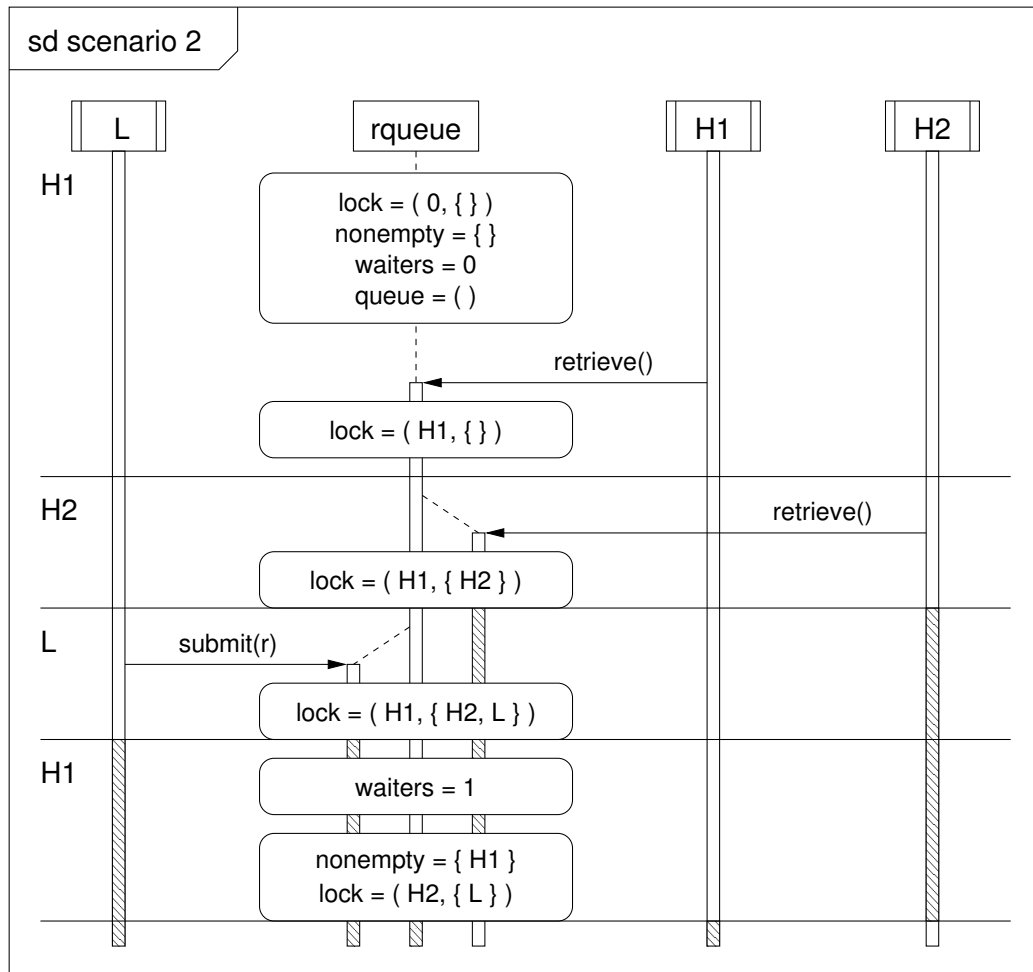 sd scenario 2
L
rqueue
H1
H2
H1
lock = ( 0, { } )
nonempty = { }
waiters = 0
queue = ( )
retrieve()
lock = ( H1, { } )
H2
retrieve()
lock = ( H1, { H2 } )
L
submit(r)
lock = ( H1, { H2, L } )
H1
waiters = 1
nonempty = { H1 }
lock = ( H2, { L } )